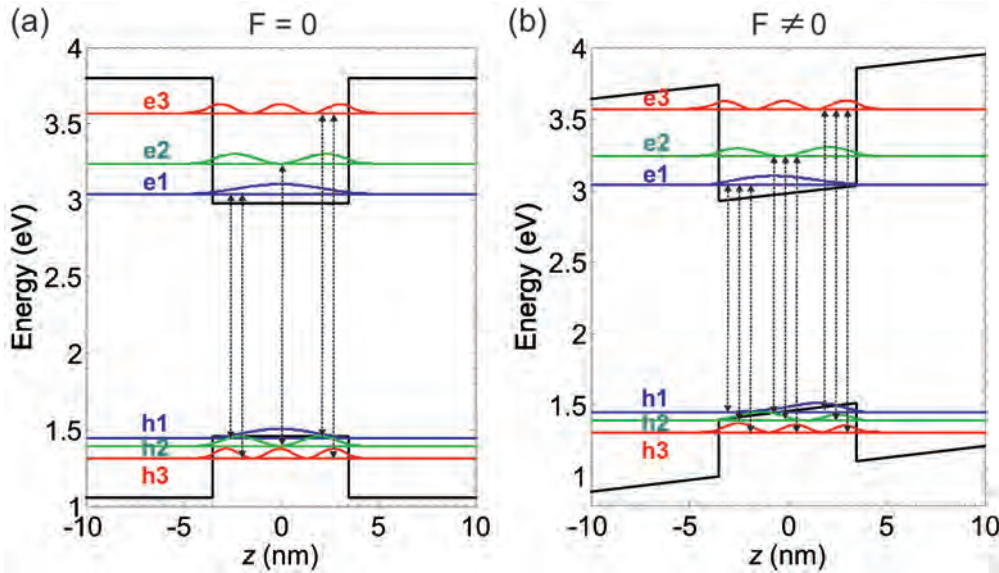 (a) F = 0
4
3.5
3
2.5
2
1.5
1
Energy (eV)
e3
e2
e1
h1
h2
h3
-10 -5 0 5 10
z (nm)
(b) F ≠ 0
4
3.5
3
2.5
2
1.5
1
Energy (eV)
e3
e2
e1
h1
h2
h3
-10 -5 0 5 10
z (nm)